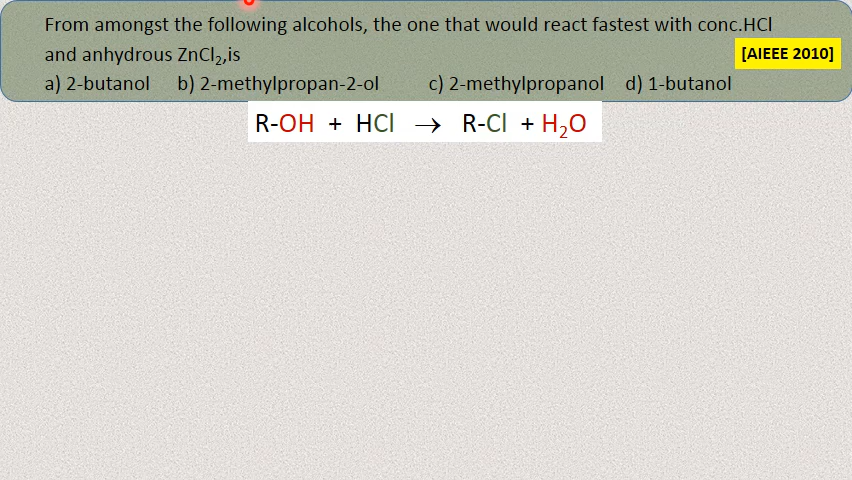 From amongst the following alcohols, the one that would react fastest with conc.HCl
and anhydrous ZnCl₂,is
[AIEEE 2010]
a) 2-butanol b) 2-methylpropan-2-ol c) 2-methylpropanol d) 1-butanol
R-OH + HCl → R-Cl + H₂O